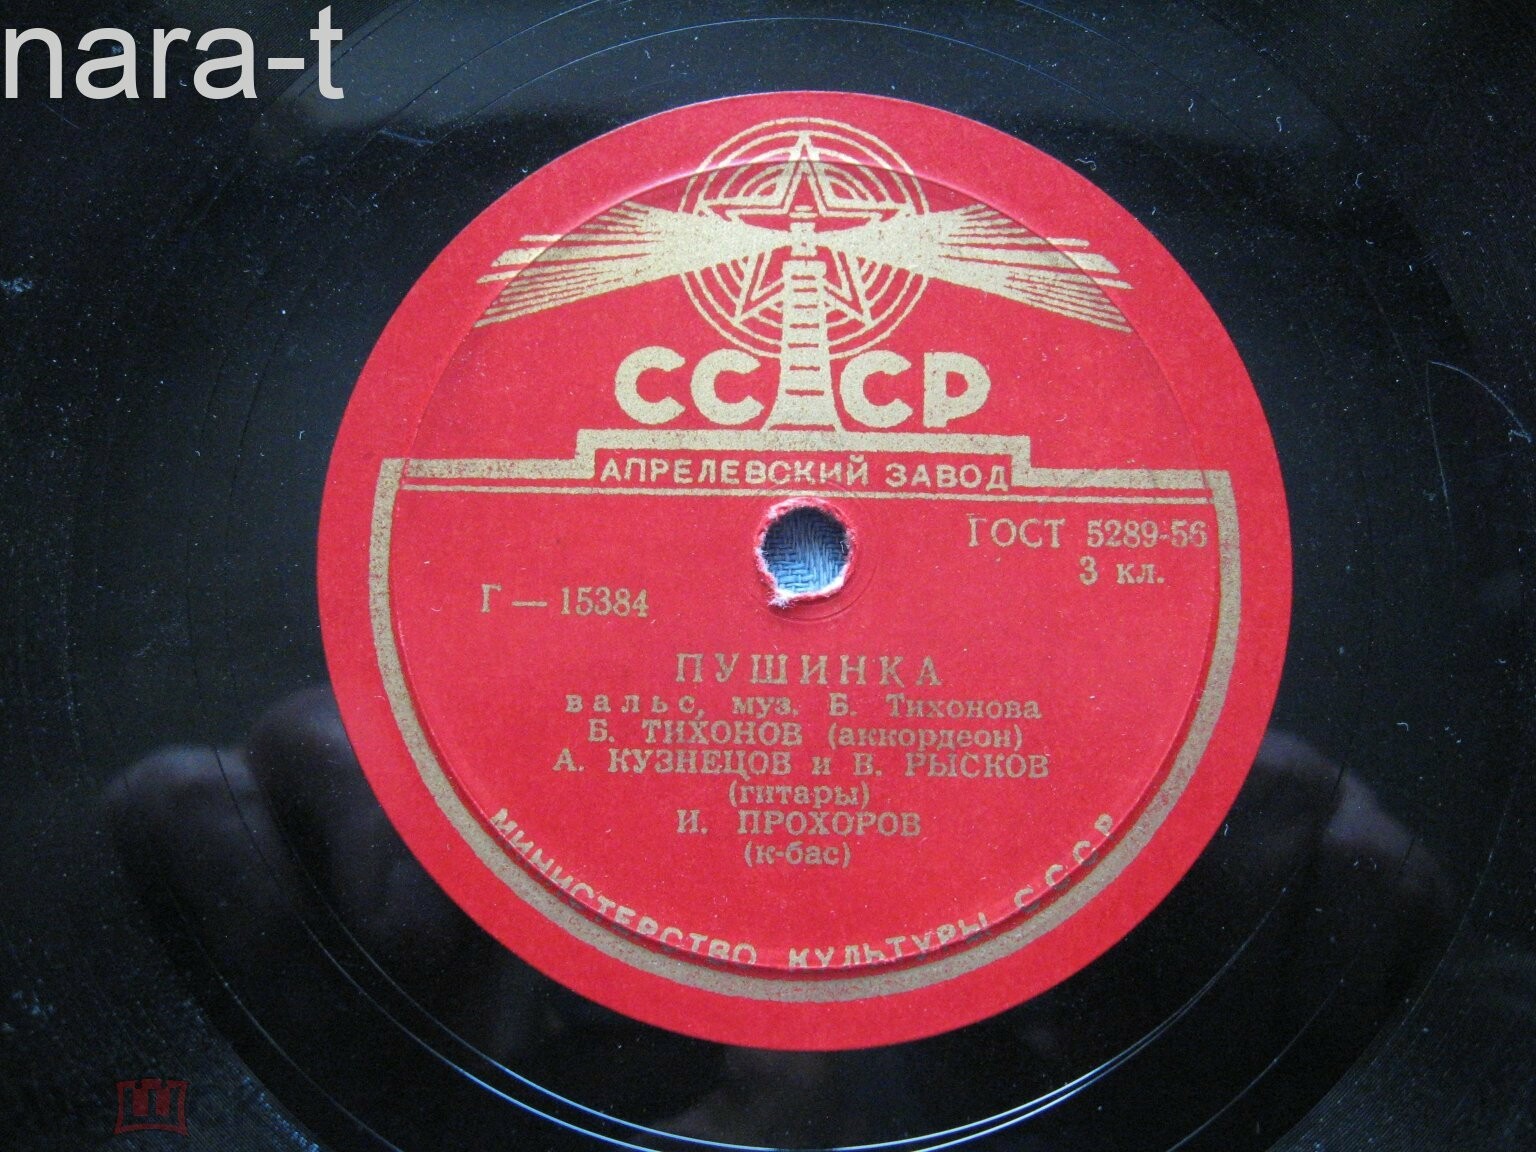 nara-t
СССР
АПРЕЛЕВСКИЙ ЗАВОД
ГОСТ 5289-56
3 кл.
Г — 15384
ПУШИНКА
вальс, муз. Б. Тихонова
Б. ТИХОНОВ (аккордеон)
А. КУЗНЕЦОВ и В. РЫСКОВ
(гитары)
И. ПРОХОРОВ
(к-бас)
МИНИСТЕРСТВО КУЛЬТУРЫ СССР